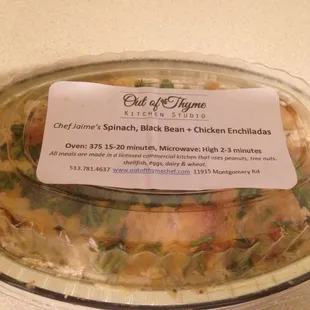 Out of Thyme
KITCHEN STUDIO
Chef Jaime's Spinach, Black Bean + Chicken Enchiladas
Oven: 375 15-20 minutes, Microwave: High 2-3 minutes
All meals are made in a licensed commercial kitchen that uses peanuts, tree nuts,
shellfish, eggs, dairy & wheat.
513.781.4637 www.outofthymechef.com 11915 Montgomery Rd